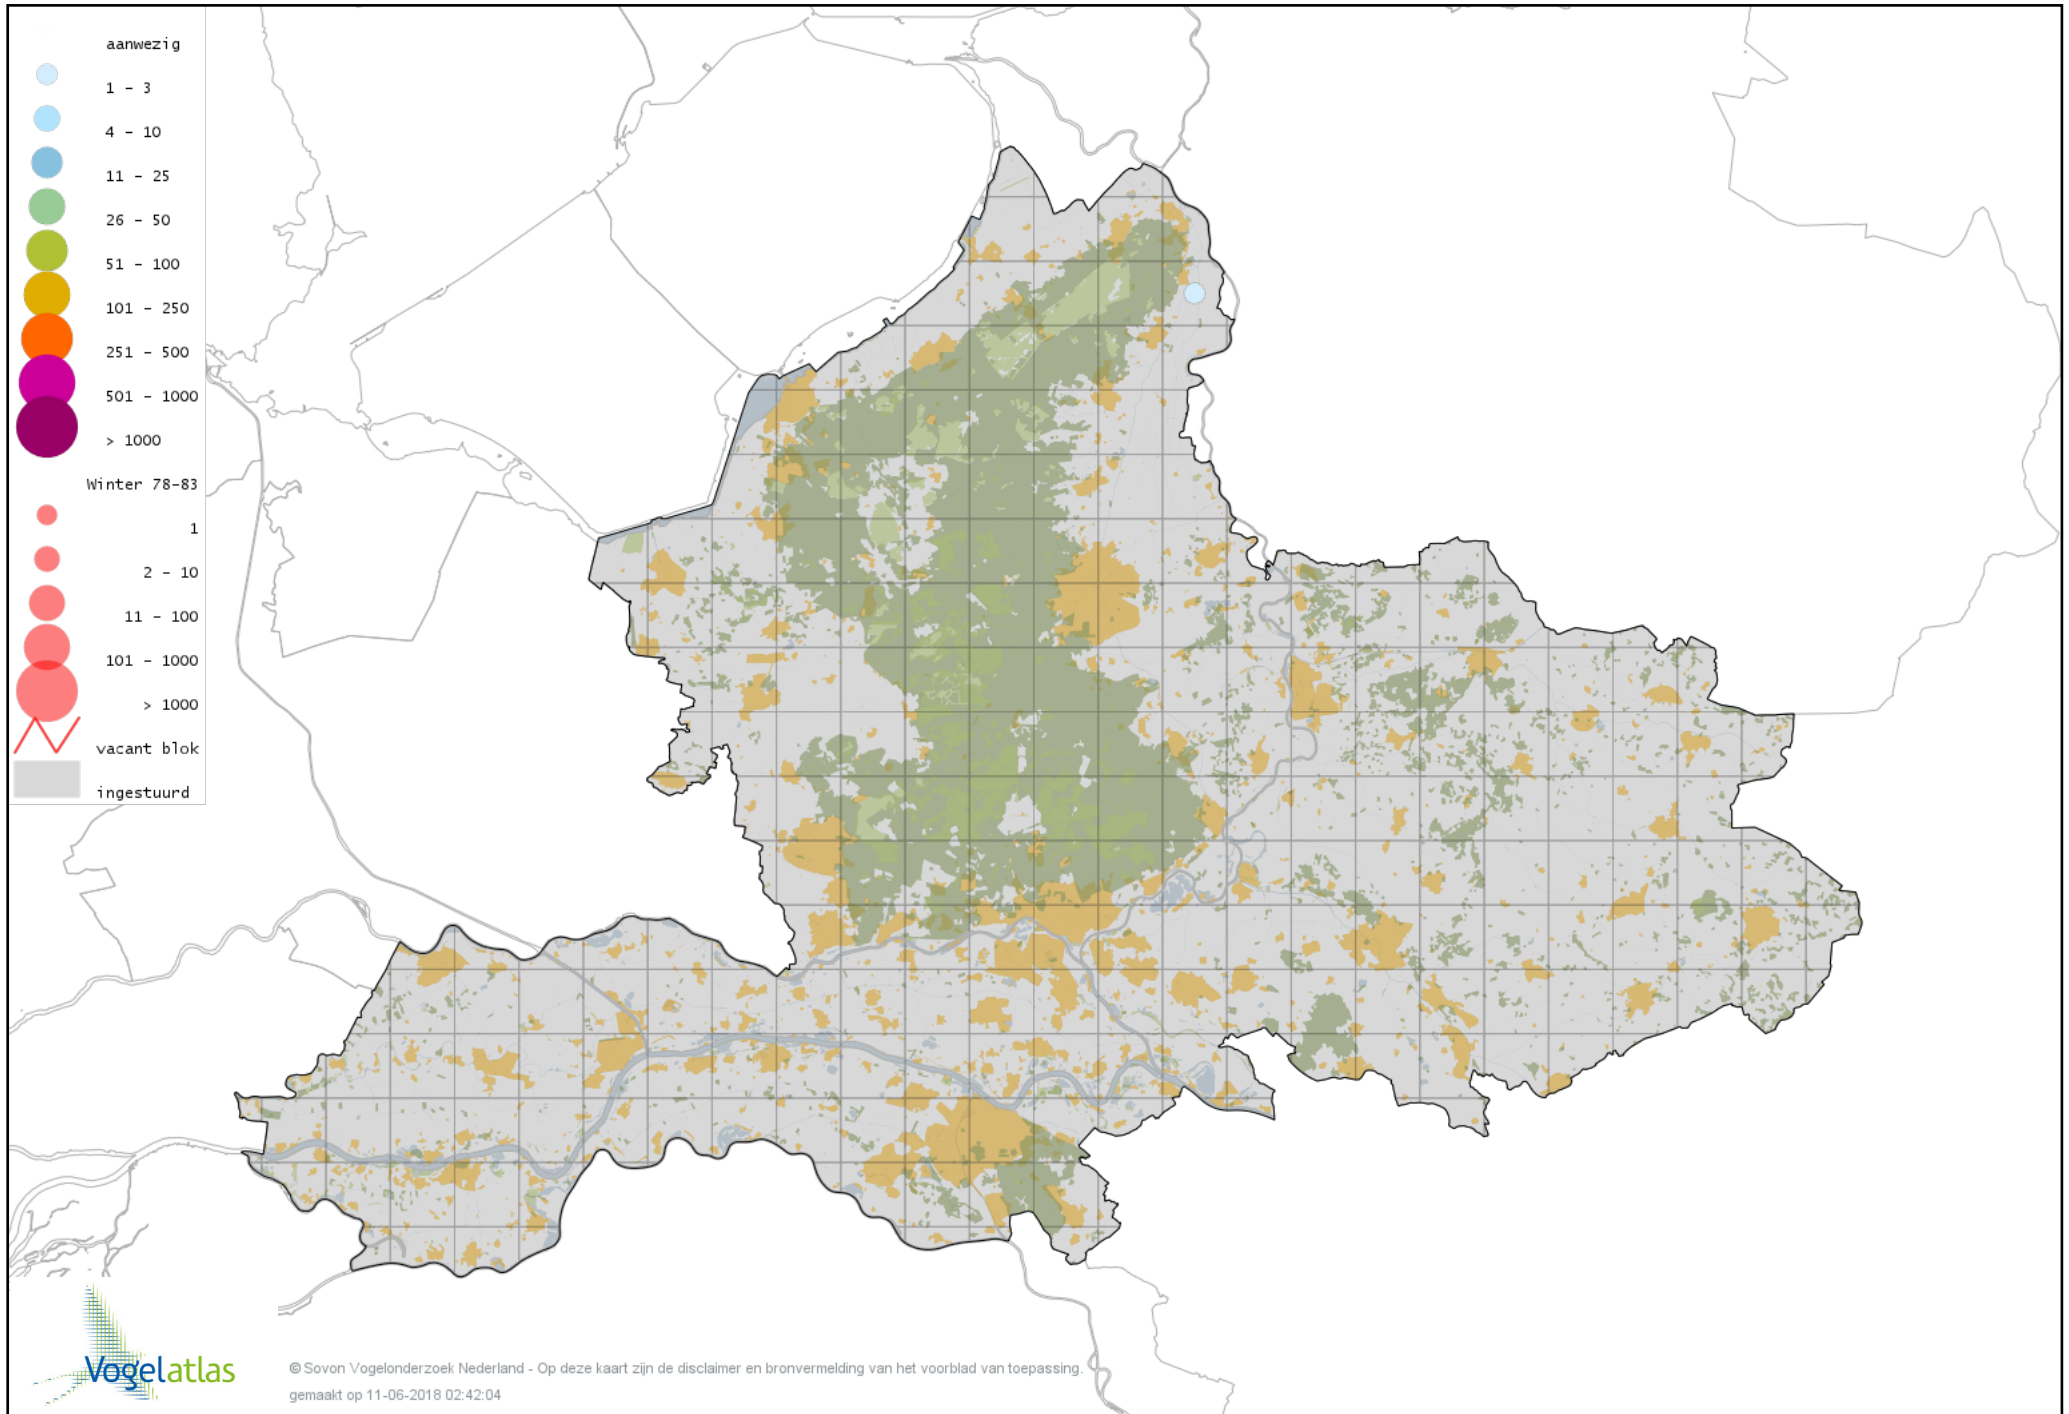 aanwezig
1 - 3
4 - 10
11 - 25
26 - 50
51 - 100
101 - 250
251 - 500
501 - 1000
> 1000
Winter 78-83
1
2 - 10
11 - 100
101 - 1000
> 1000
vacant blok
ingestuurd
Vogelatlas
© Sovon Vogelonderzoek Nederland - Op deze kaart zijn de disclaimer en bronvermelding van het voorblad van toepassing.
gemaakt op 11-06-2018 02:42:04